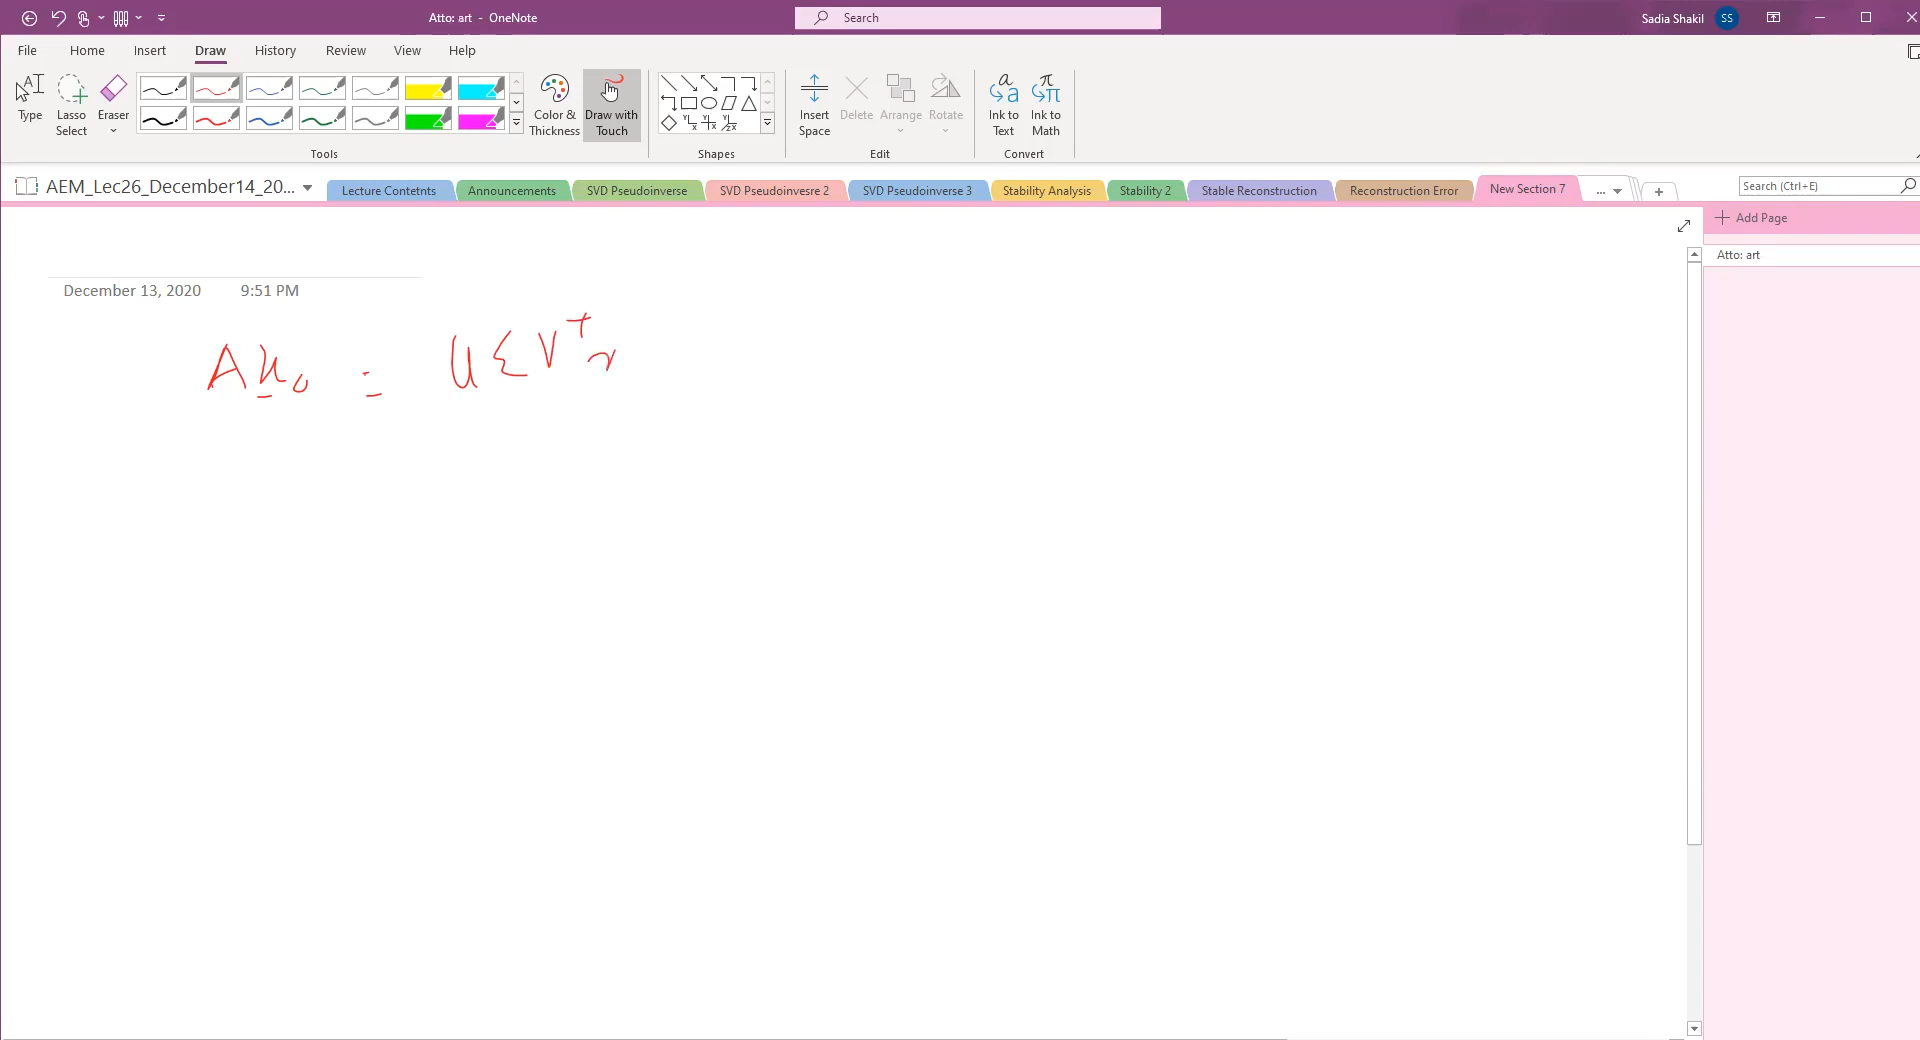 Atto: art - OneNote
Search
Sadia Shakil
SS
File Home Insert Draw History Review View Help
Type
Lasso Select
Eraser
Color & Thickness
Draw with Touch
Insert Space
Delete
Arrange
Rotate
Ink to Text
Ink to Math
Tools
Shapes
Edit
Convert
AEM_Lec26_December14_20...
Lecture Contetnts
Announcements
SVD Pseudoinverse
SVD Pseudoinvesre 2
SVD Pseudoinverse 3
Stability Analysis
Stability 2
Stable Reconstruction
Reconstruction Error
New Section 7
...
Search (Ctrl+E)
Add Page
Atto: art
December 13, 2020 9:51 PM
A x₀ = U Σ V^T